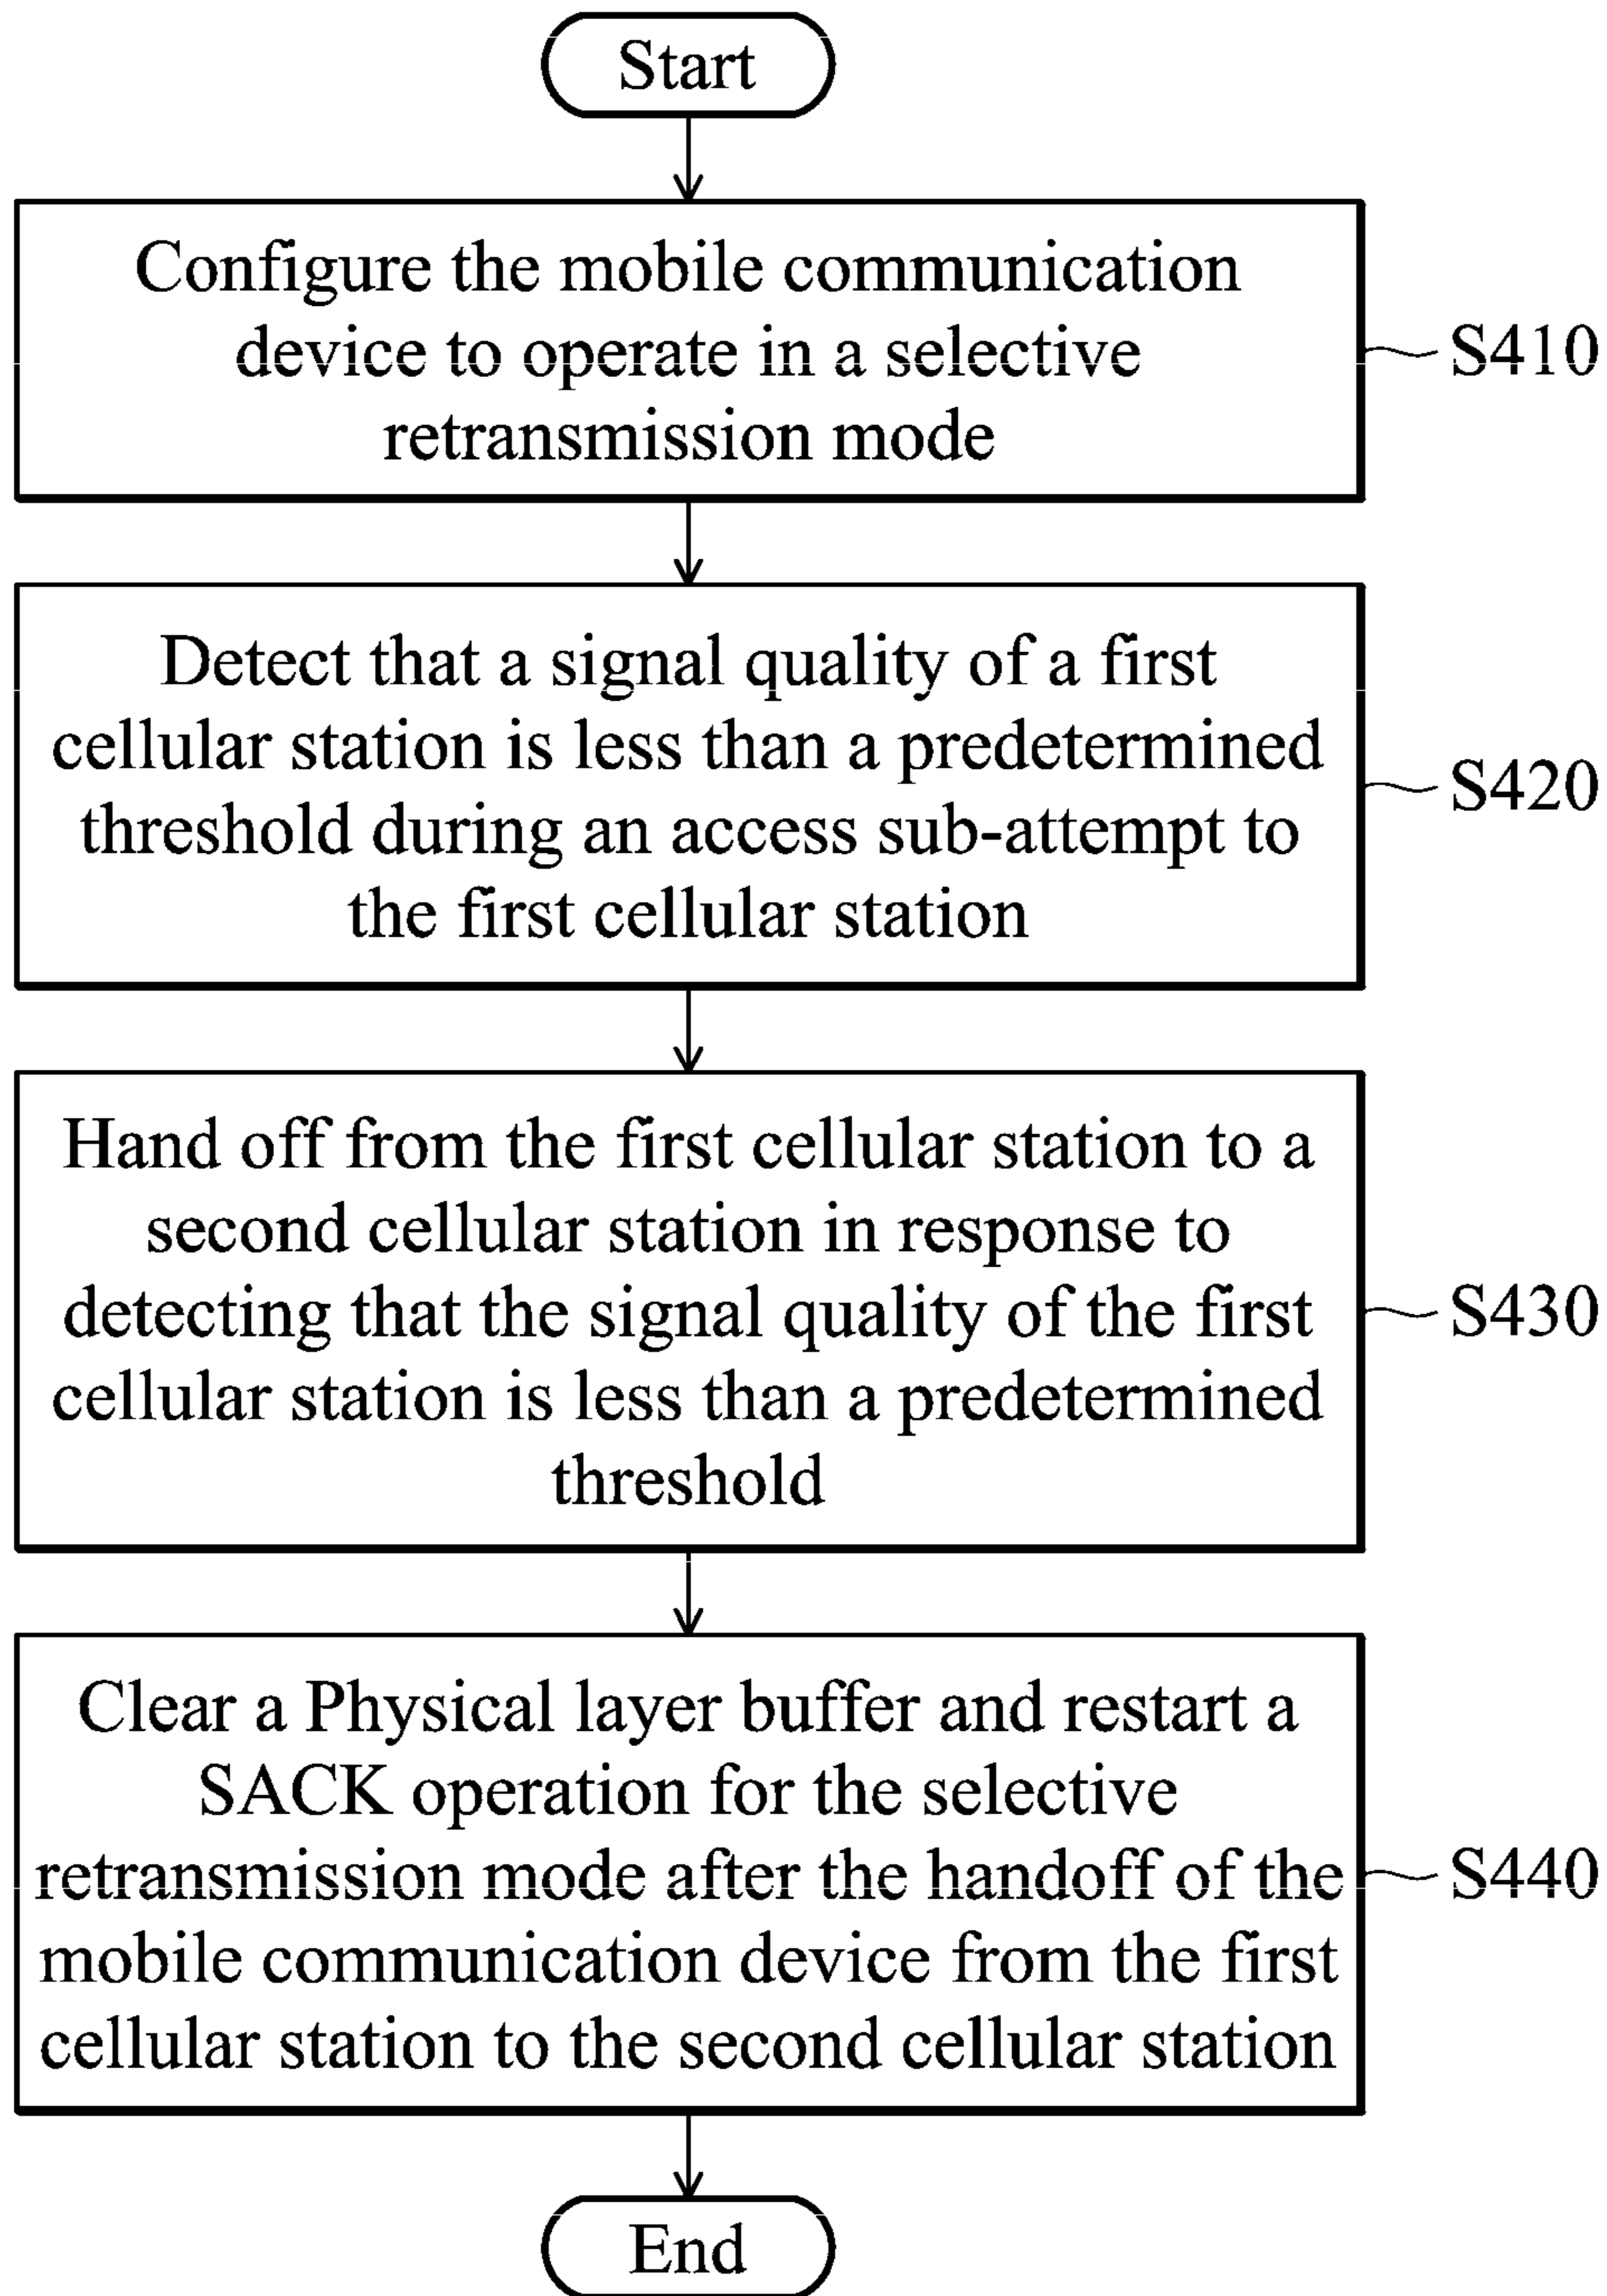 Start
Configure the mobile communication
device to operate in a selective
retransmission mode
S410
Detect that a signal quality of a first
cellular station is less than a predetermined
threshold during an access sub-attempt to
the first cellular station
S420
Hand off from the first cellular station to a
second cellular station in response to
detecting that the signal quality of the first
cellular station is less than a predetermined
threshold
S430
Clear a Physical layer buffer and restart a
SACK operation for the selective
retransmission mode after the handoff of the
mobile communication device from the first
cellular station to the second cellular station
S440
End